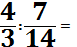 4/3 : 7/14 =